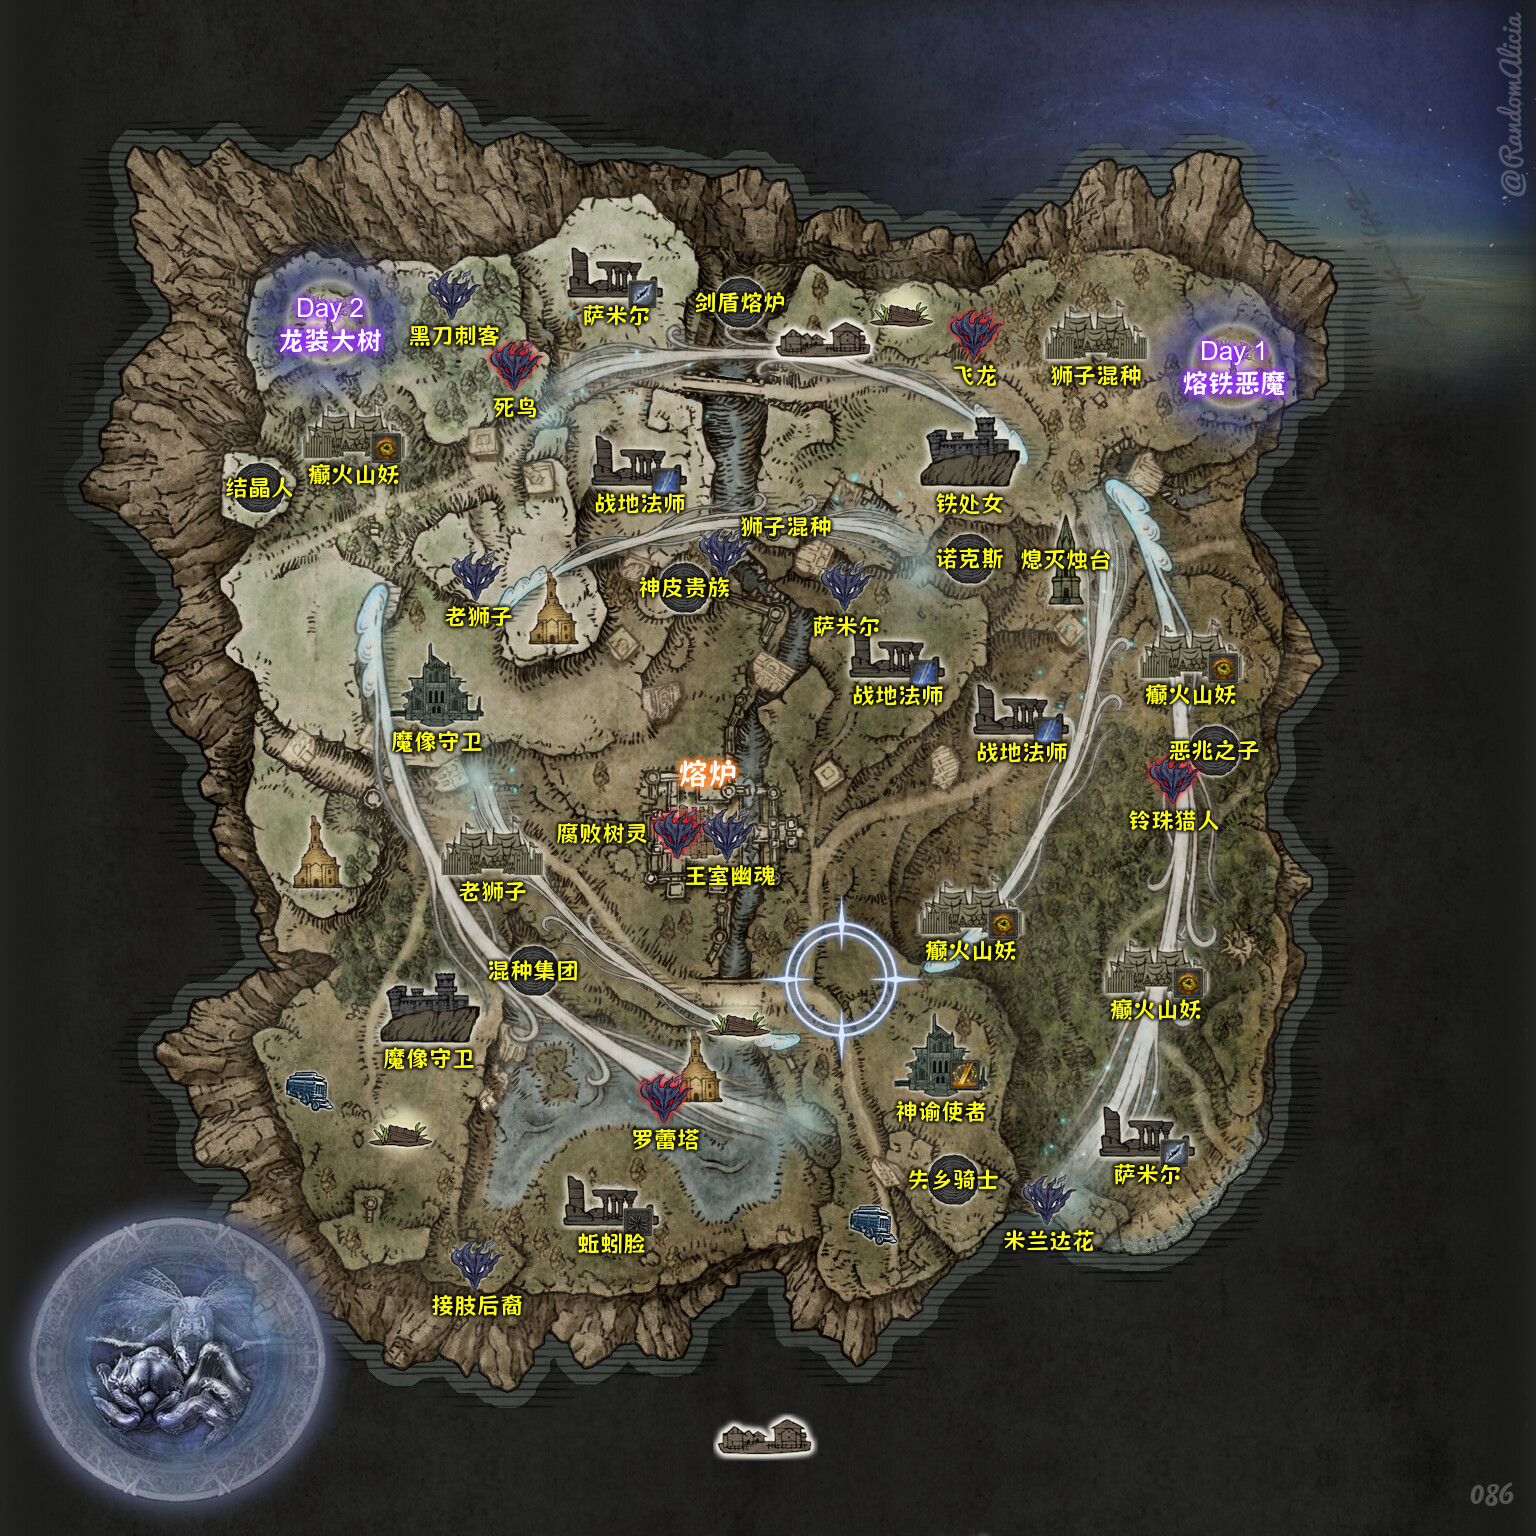 @RandomAlicia
Day 2
龙装大树
黑刀刺客
萨米尔
剑盾熔炉
死鸟
飞龙
狮子混种
Day 1
熔铁恶魔
结晶人
癫火山妖
战地法师
铁处女
狮子混种
诺克斯
熄灭烛台
老狮子
神皮贵族
萨米尔
魔像守卫
战地法师
战地法师
癫火山妖
恶兆之子
熔炉
铃珠猎人
腐败树灵
王室幽魂
老狮子
癫火山妖
混种集团
癫火山妖
魔像守卫
神谕使者
罗蕾塔
失乡骑士
萨米尔
蚯蚓脸
米兰达花
接肢后裔
086